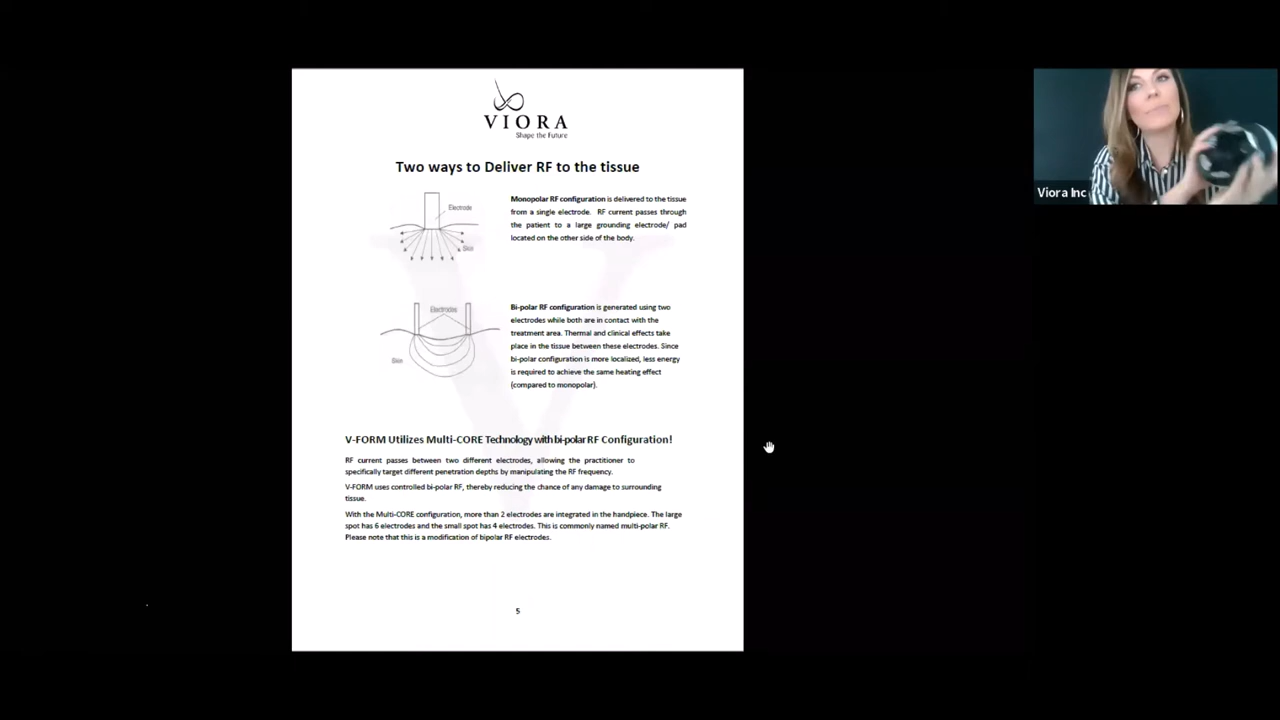 VIORA
Shape the Future
Two ways to Deliver RF to the tissue
Electrode
Skin
Monopolar RF configuration is delivered to the tissue
from a single electrode. RF current passes through
the patient to a large grounding electrode/ pad
located on the other side of the body.
Electrodes
Skin
Bi-polar RF configuration is generated using two
electrodes while both are in contact with the
treatment area. Thermal and clinical effects take
place in the tissue between these electrodes. Since
bi-polar configuration is more localized, less energy
is required to achieve the same heating effect
(compared to monopolar).
V-FORM Utilizes Multi-CORE Technology with bi-polar RF Configuration!
RF current passes between two different electrodes, allowing the practitioner to
specifically target different penetration depths by manipulating the RF frequency.
V-FORM uses controlled bi-polar RF, thereby reducing the chance of any damage to surrounding
tissue.
With the Multi-CORE configuration, more than 2 electrodes are integrated in the handpiece. The large
spot has 6 electrodes and the small spot has 4 electrodes. This is commonly named multi-polar RF.
Please note that this is a modification of bipolar RF electrodes.
5
Viora Inc